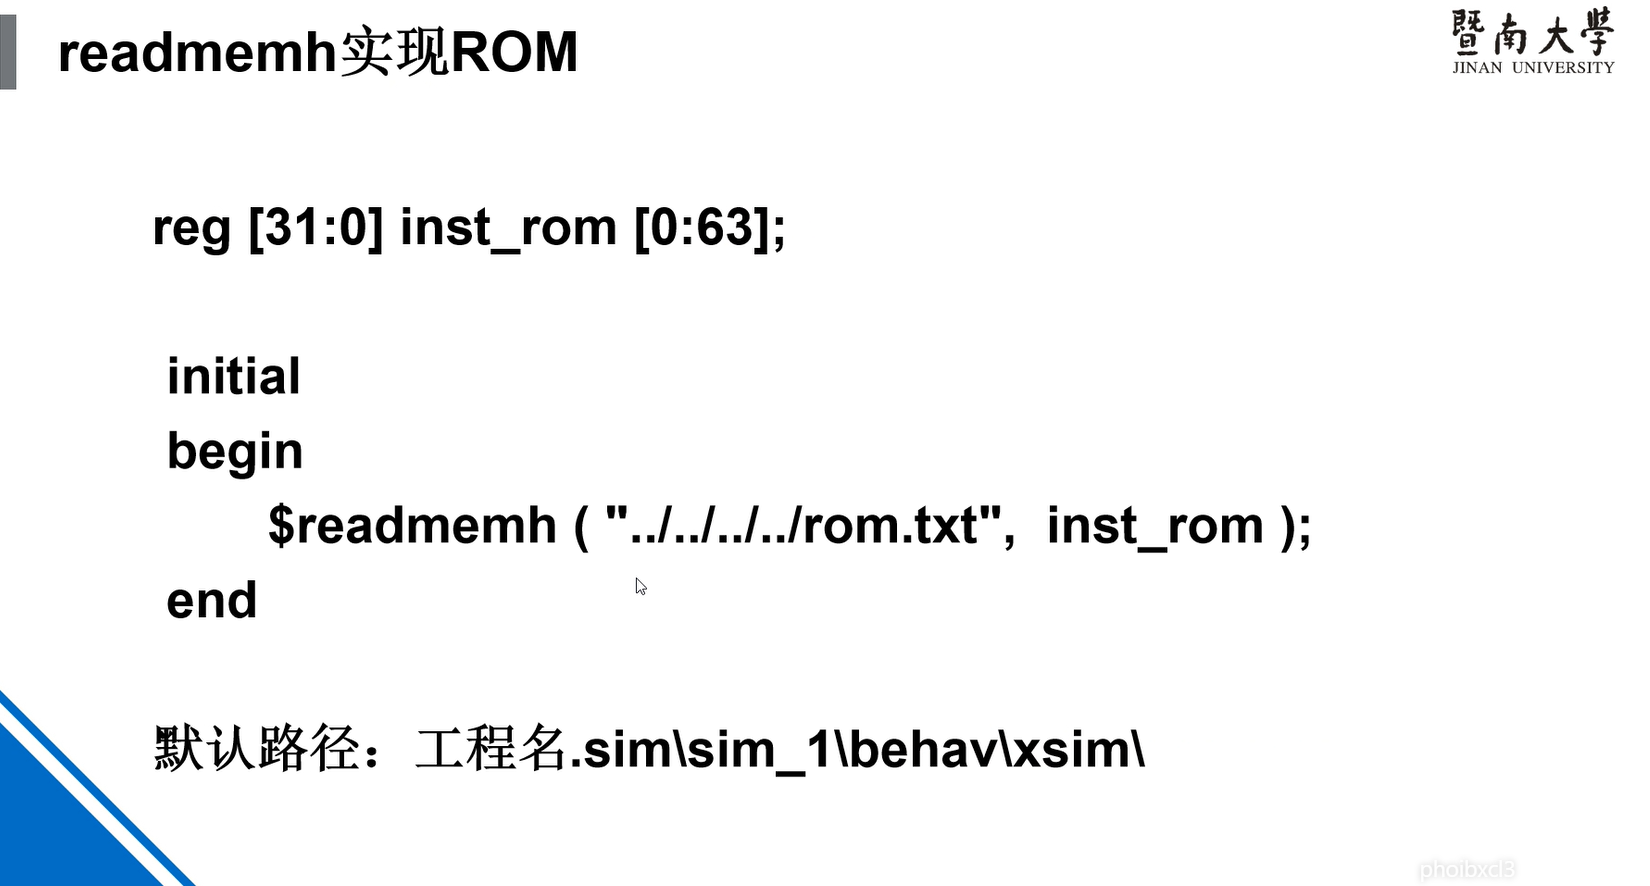 readmemh实现ROM
暨南大學
JINAN UNIVERSITY
reg [31:0] inst_rom [0:63];
initial
begin
$readmemh ( "../../../../rom.txt", inst_rom );
end
默认路径：工程名.sim\sim_1\behav\xsim\
phoibxcl3